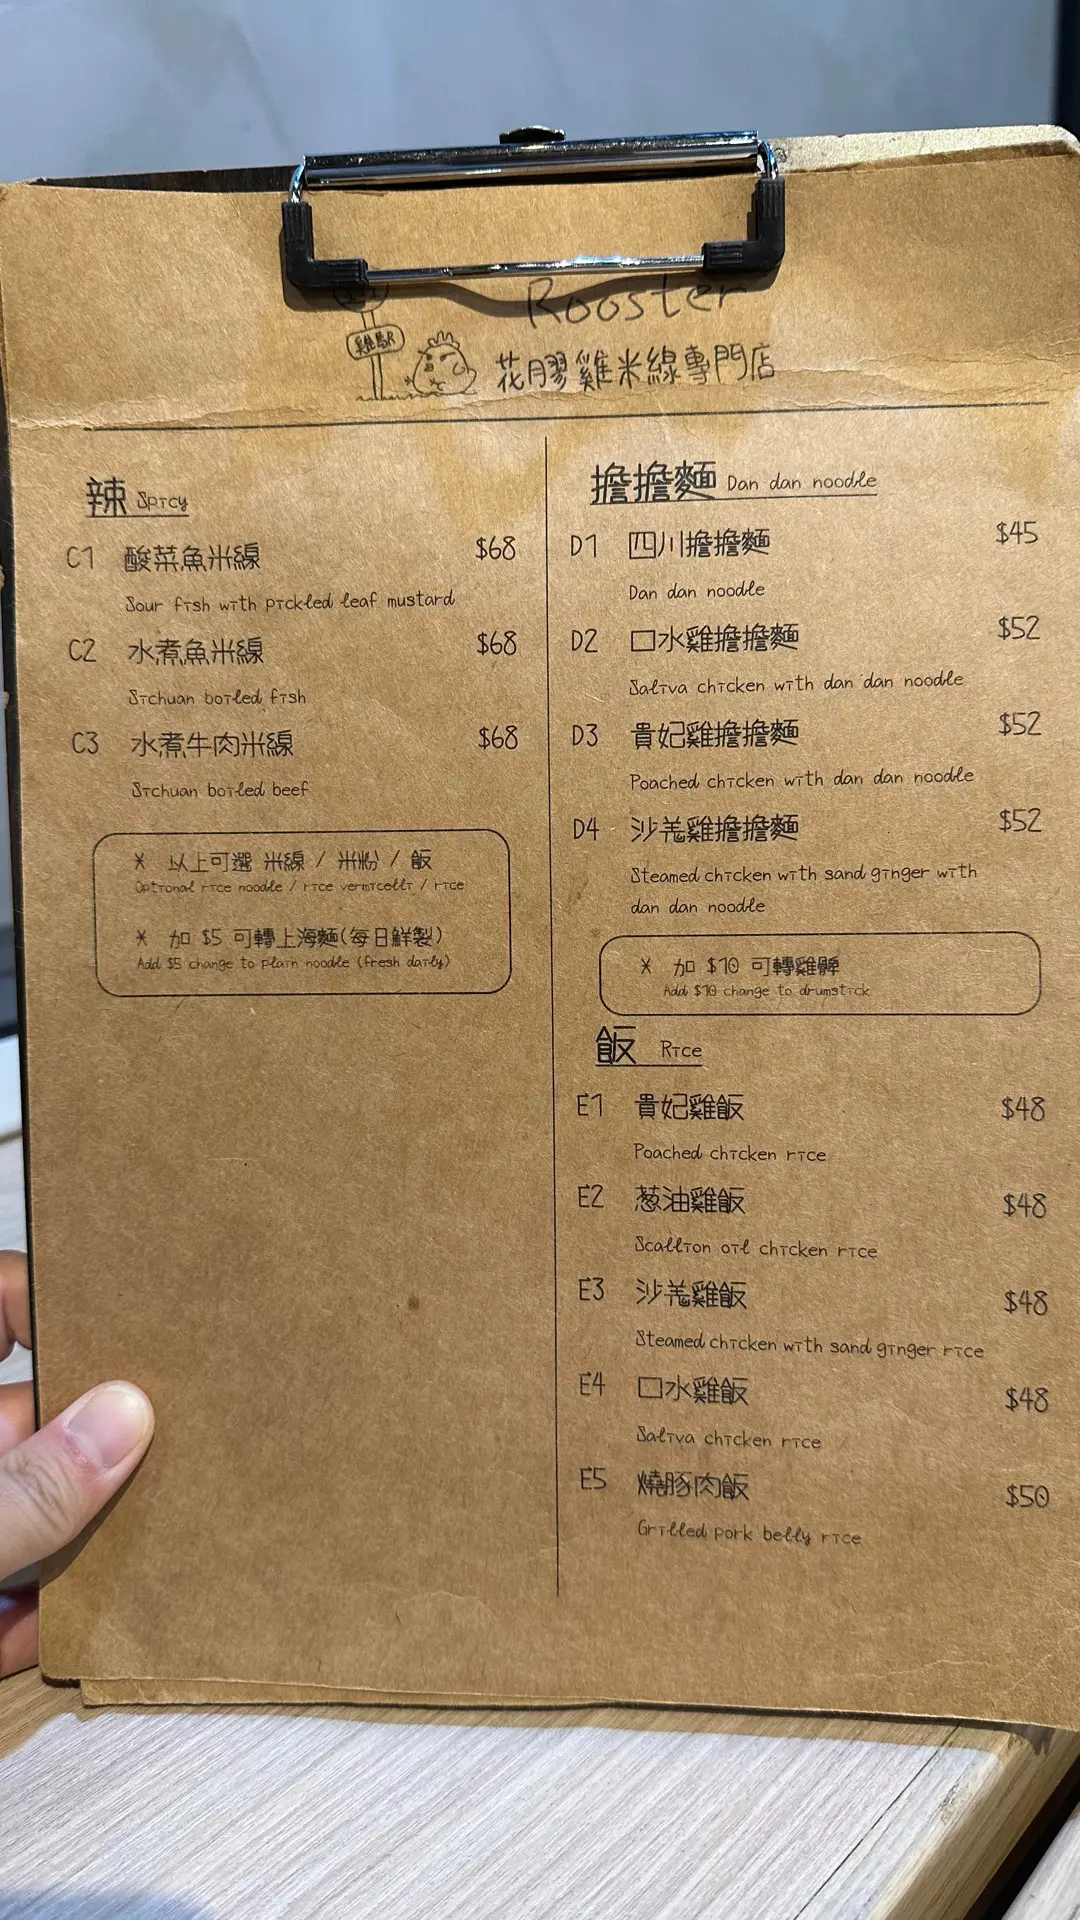 Rooster
雞駅
花膠雞米線專門店
辣 Spicy
C1 酸菜魚米線 $68
Sour fish with pickled leaf mustard
C2 水煮魚米線 $68
Sichuan boiled fish
C3 水煮牛肉米線 $68
Sichuan boiled beef
* 以上可選 米線 / 米粉 / 飯
Optional rice noodle / rice vermicelli / rice
* 加 $5 可轉上海麵(每日鮮製)
Add $5 change to plain noodle (fresh daily)
擔擔麵 Dan dan noodle
D1 四川擔擔麵 $45
Dan dan noodle
D2 口水雞擔擔麵 $52
Saliva chicken with dan dan noodle
D3 貴妃雞擔擔麵 $52
Poached chicken with dan dan noodle
D4 沙羗雞擔擔麵 $52
Steamed chicken with sand ginger with
dan dan noodle
* 加 $10 可轉雞髀
Add $10 change to drumstick
飯 Rice
E1 貴妃雞飯 $48
Poached chicken rice
E2 葱油雞飯 $48
Scallion oil chicken rice
E3 沙羗雞飯 $48
Steamed chicken with sand ginger rice
E4 口水雞飯 $48
Saliva chicken rice
E5 燒豚肉飯 $50
Grilled pork belly rice